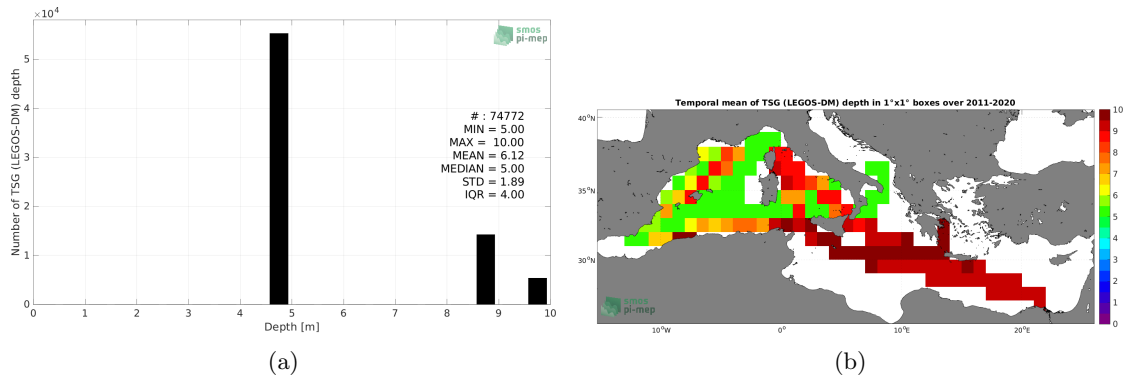 ×10⁴
6
5
4
3
2
1
0
Number of TSG (LEGOS-DM) depth
smos
pi-mep
# : 74772
MIN = 5.00
MAX = 10.00
MEAN = 6.12
MEDIAN = 5.00
STD = 1.89
IQR = 4.00
0 1 2 3 4 5 6 7 8 9 10
Depth [m]
(a)
Temporal mean of TSG (LEGOS-DM) depth in 1°x1° boxes over 2011-2020
40°N
35°N
30°N
10°W 0° 10°E 20°E
10
9
8
7
6
5
4
3
2
1
0
smos
pi-mep
(b)